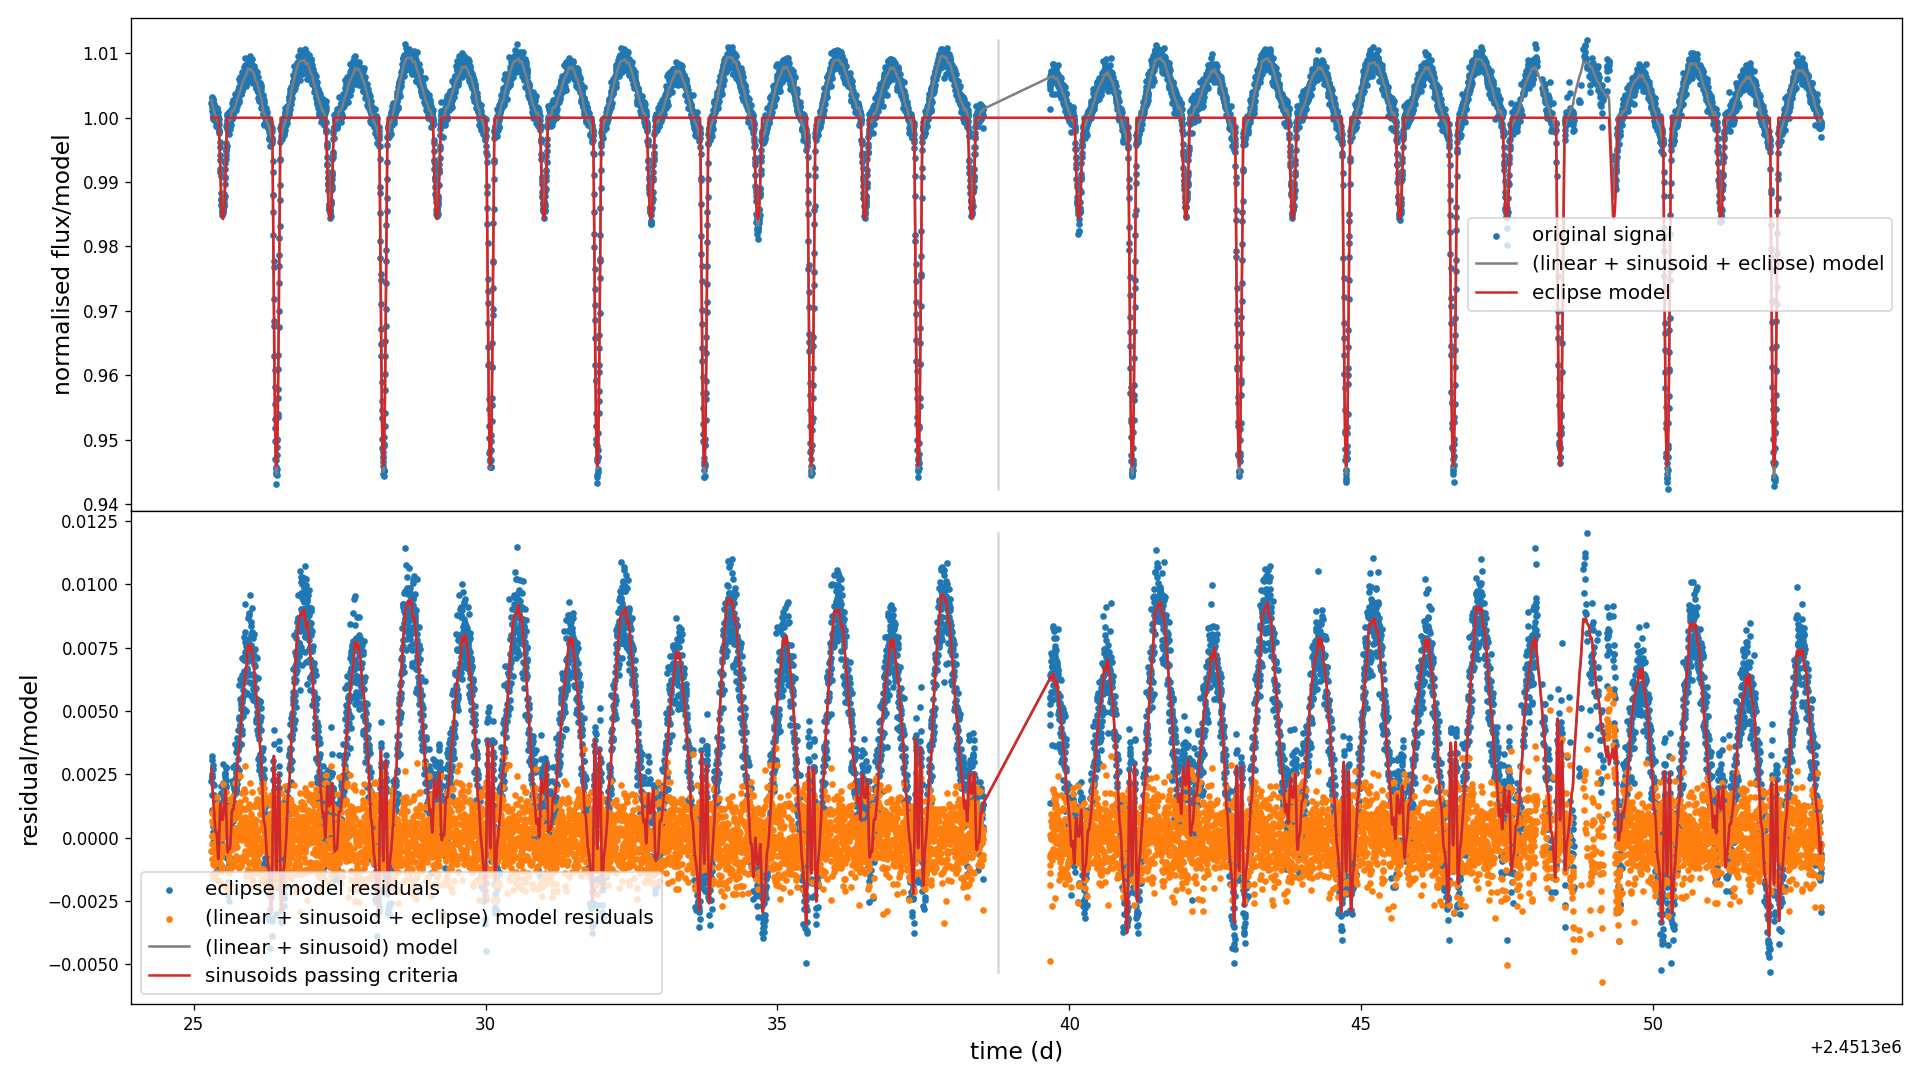 1.01
1.00
0.99
0.98
0.97
0.96
0.95
0.94
normalised flux/model
original signal
(linear + sinusoid + eclipse) model
eclipse model
0.0125
0.0100
0.0075
0.0050
0.0025
0.0000
−0.0025
−0.0050
residual/model
eclipse model residuals
(linear + sinusoid + eclipse) model residuals
(linear + sinusoid) model
sinusoids passing criteria
25
30
35
40
45
50
time (d)
+2.4513e6